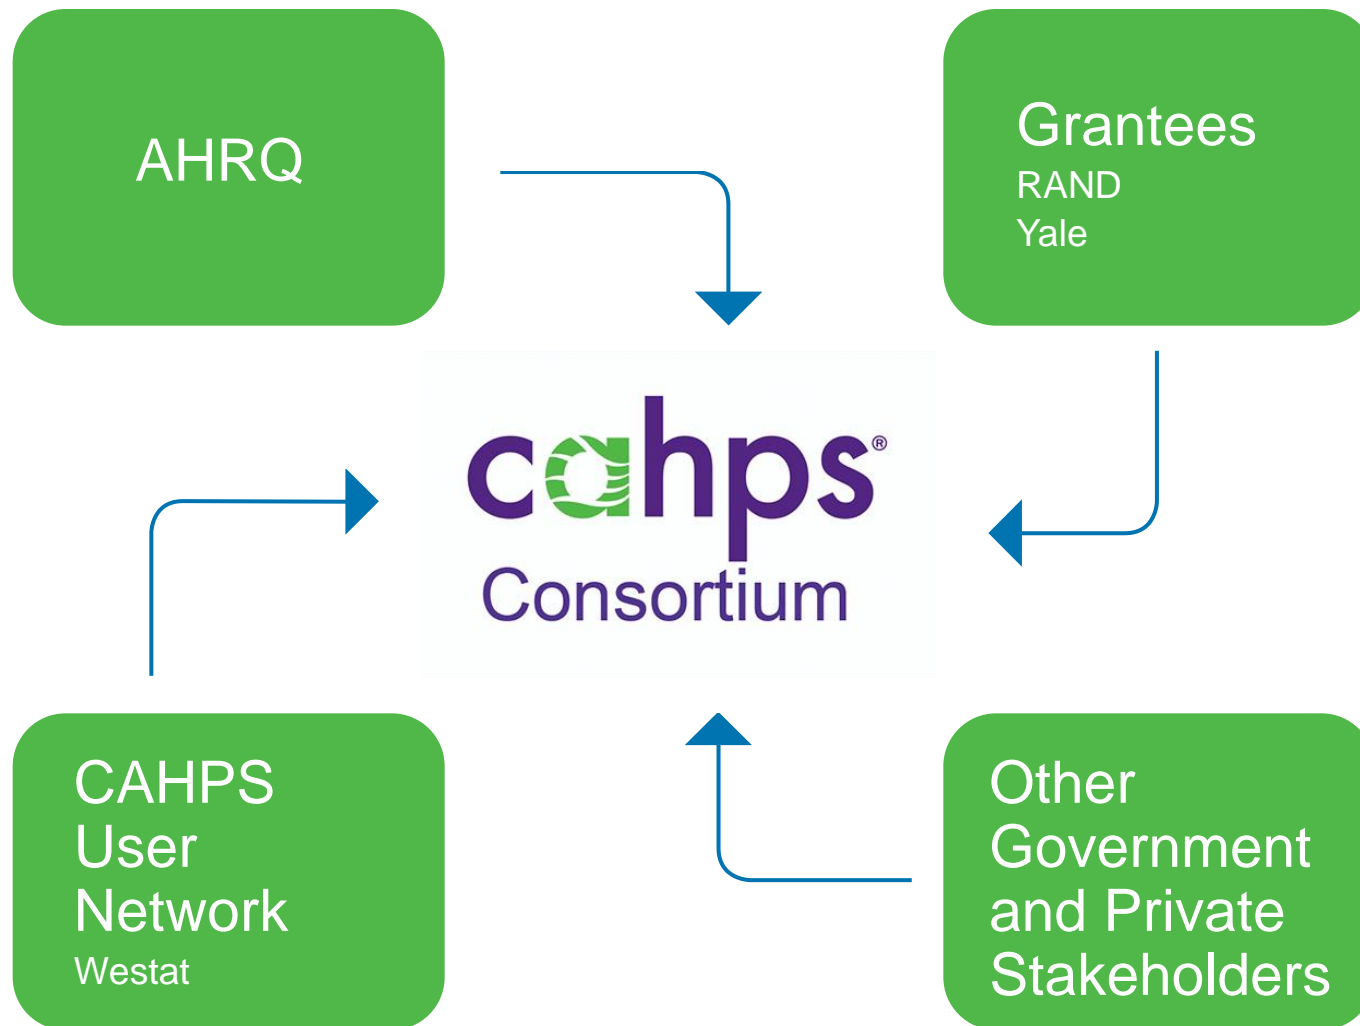 AHRQ
Grantees
RAND
Yale
cahps®
Consortium
CAHPS
User
Network
Westat
Other
Government
and Private
Stakeholders